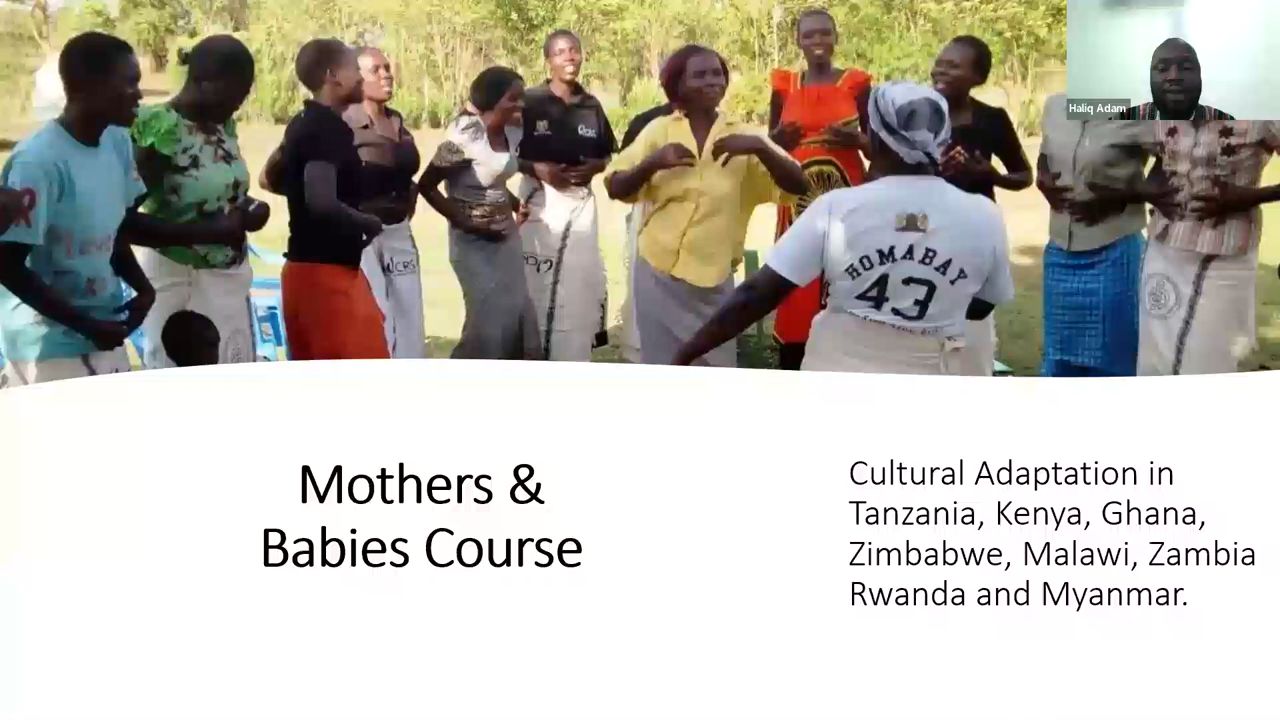 Haliq Adam
CRS
HOMABAY
43
Mothers &
Babies Course
Cultural Adaptation in
Tanzania, Kenya, Ghana,
Zimbabwe, Malawi, Zambia
Rwanda and Myanmar.